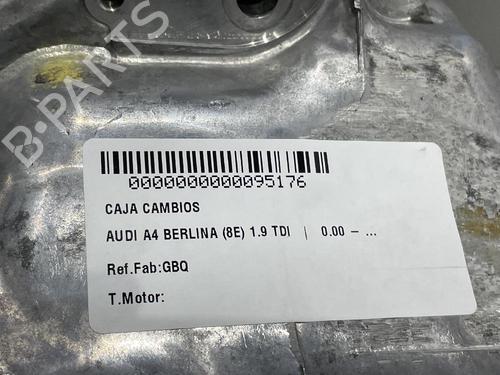 B-PARTS
0000000000095176
CAJA CAMBIOS
AUDI A4 BERLINA (8E) 1.9 TDI | 0.00 – ...
Ref.Fab:GBQ
T.Motor: